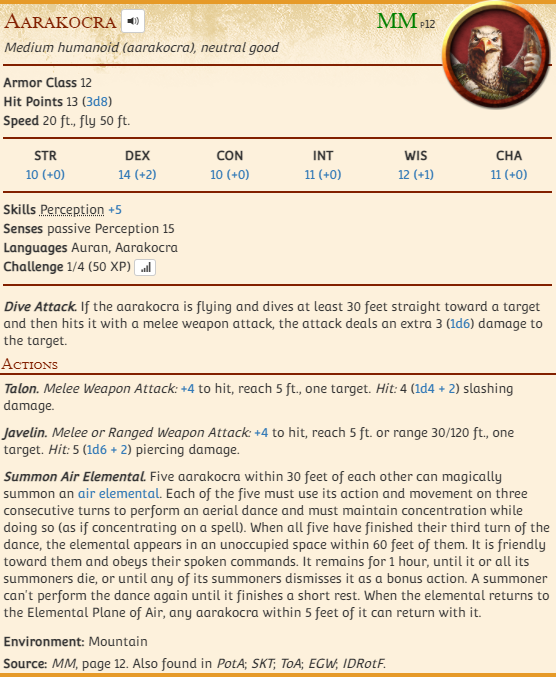 Aarakocra
MM P12
Medium humanoid (aarakocra), neutral good
Armor Class 12
Hit Points 13 (3d8)
Speed 20 ft., fly 50 ft.
STR DEX CON INT WIS CHA
10 (+0) 14 (+2) 10 (+0) 11 (+0) 12 (+1) 11 (+0)
Skills Perception +5
Senses passive Perception 15
Languages Auran, Aarakocra
Challenge 1/4 (50 XP)
Dive Attack. If the aarakocra is flying and dives at least 30 feet straight toward a target
and then hits it with a melee weapon attack, the attack deals an extra 3 (1d6) damage to
the target.
Actions
Talon. Melee Weapon Attack: +4 to hit, reach 5 ft., one target. Hit: 4 (1d4 + 2) slashing
damage.
Javelin. Melee or Ranged Weapon Attack: +4 to hit, reach 5 ft. or range 30/120 ft., one
target. Hit: 5 (1d6 + 2) piercing damage.
Summon Air Elemental. Five aarakocra within 30 feet of each other can magically
summon an air elemental. Each of the five must use its action and movement on three
consecutive turns to perform an aerial dance and must maintain concentration while
doing so (as if concentrating on a spell). When all five have finished their third turn of the
dance, the elemental appears in an unoccupied space within 60 feet of them. It is friendly
toward them and obeys their spoken commands. It remains for 1 hour, until it or all its
summoners die, or until any of its summoners dismisses it as a bonus action. A summoner
can't perform the dance again until it finishes a short rest. When the elemental returns to
the Elemental Plane of Air, any aarakocra within 5 feet of it can return with it.
Environment: Mountain
Source: MM, page 12. Also found in PotA; SKT; ToA; EGW; IDRotF.